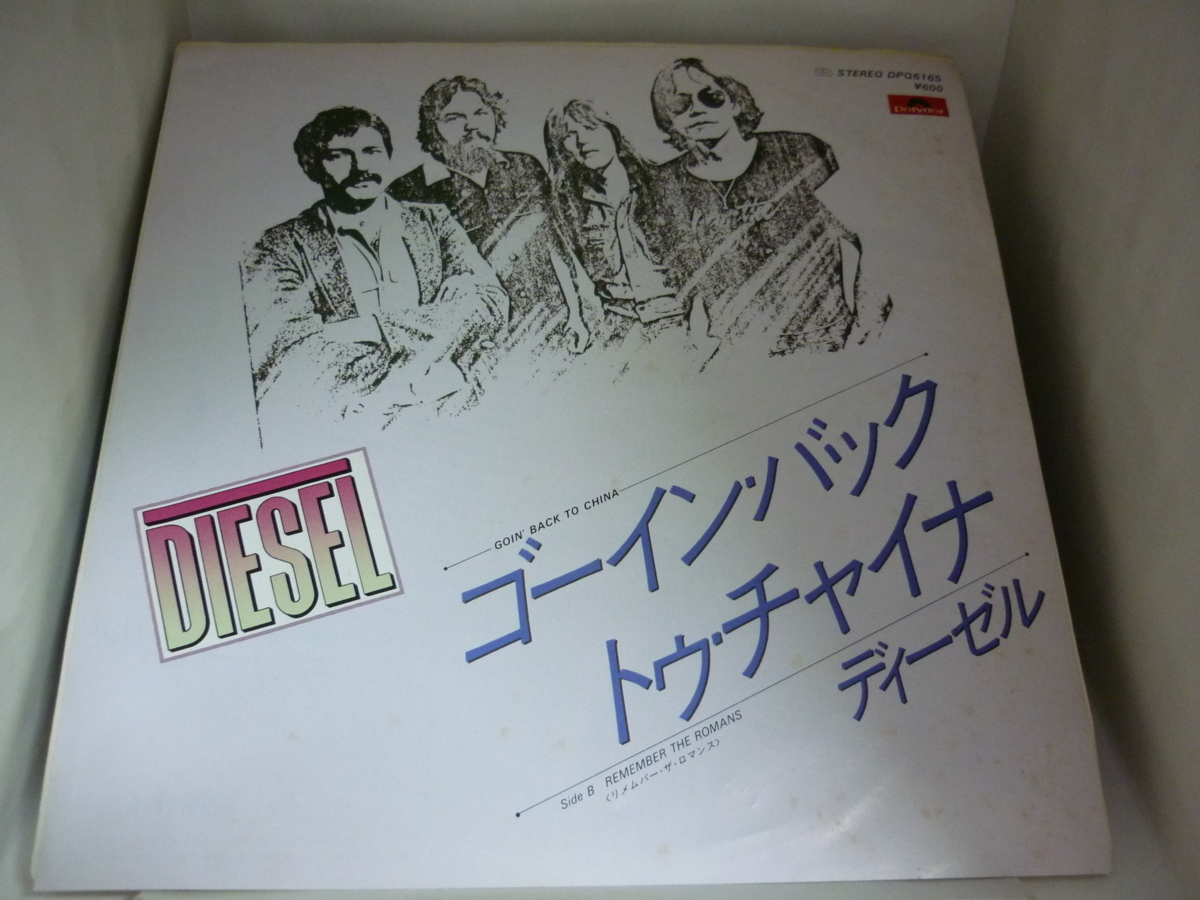 STEREO DPQ6165
¥600
Polydor
DIESEL
GOIN' BACK TO CHINA
ゴーイン・バック
トゥ・チャイナ
ディーゼル
Side B REMEMBER THE ROMANS
〈リメムバー・ザ・ロマンス〉